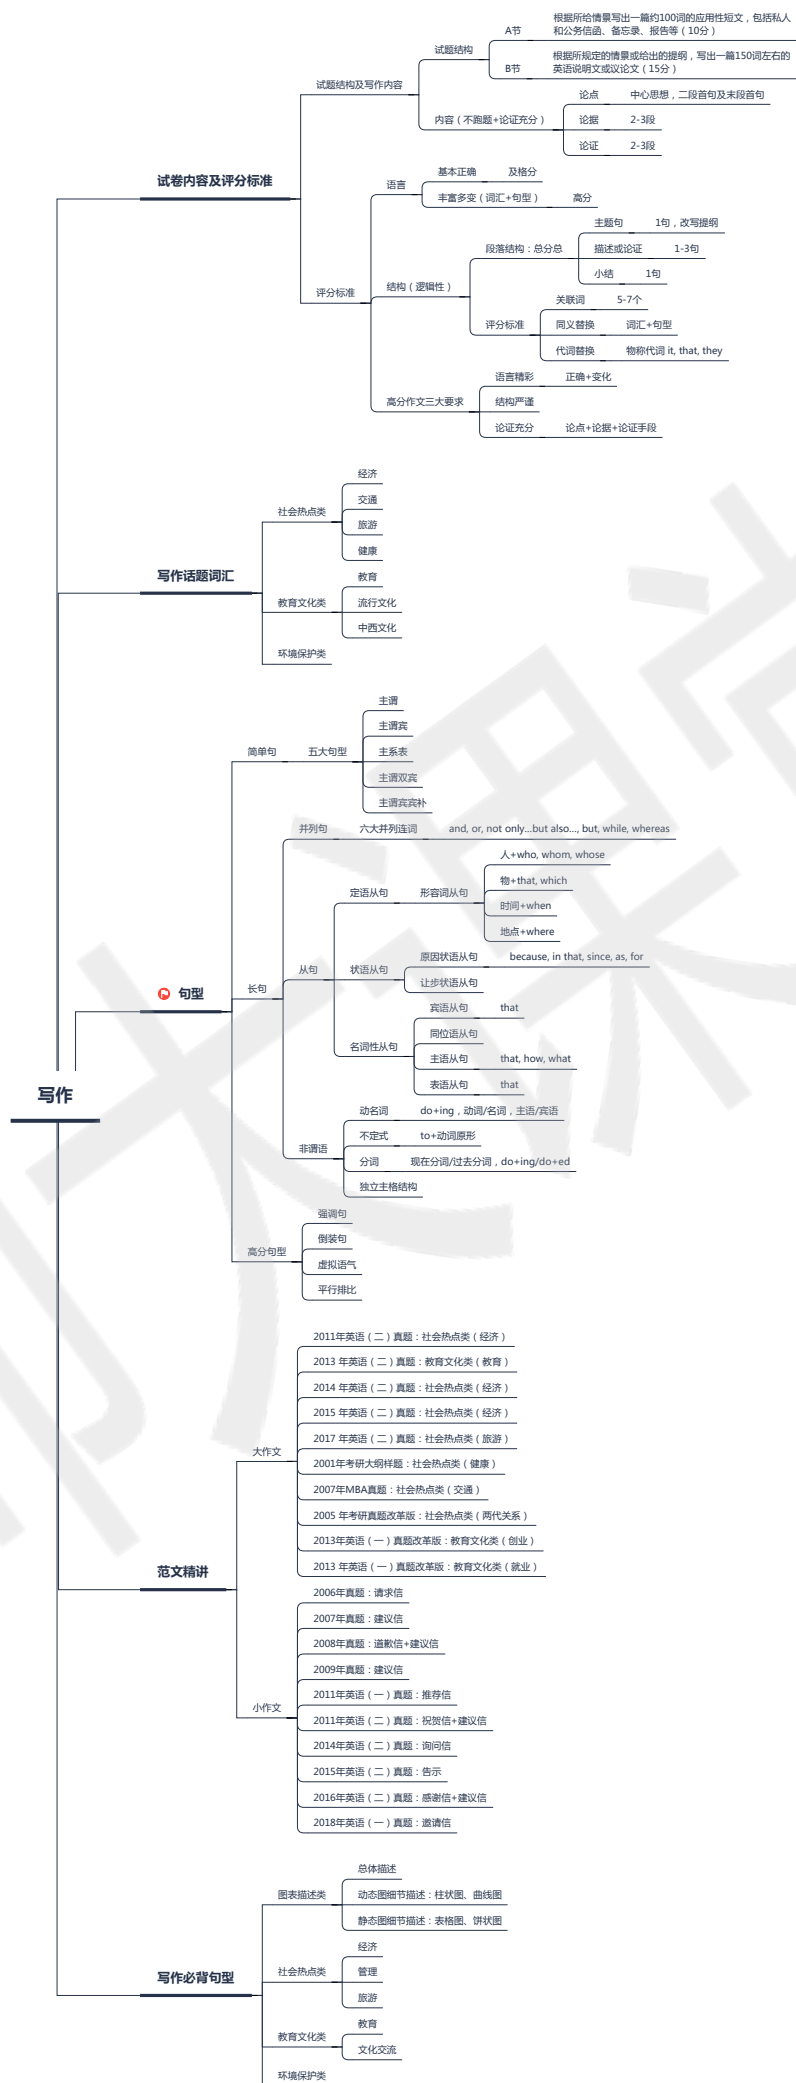 写作
试卷内容及评分标准
试题结构及写作内容
试题结构
A节
根据所给情景写出一篇约100词的应用性短文，包括私人
和公务信函、备忘录、报告等（10分）
B节
根据所规定的情景或给出的提纲，写出一篇150词左右的
英语说明文或议论文（15分）
内容（不跑题+论证充分）
论点
中心思想，二段首句及末段首句
论据
2-3段
论证
2-3段
评分标准
语言
基本正确
及格分
丰富多变（词汇+句型）
高分
结构（逻辑性）
段落结构：总分总
主题句
1句，改写提纲
描述或论证
1-3句
小结
1句
评分标准
关联词
5-7个
同义替换
词汇+句型
代词替换
物称代词 it, that, they
高分作文三大要求
语言精彩
正确+变化
结构严谨
论证充分
论点+论据+论证手段
写作话题词汇
社会热点类
经济
交通
旅游
健康
教育文化类
教育
流行文化
中西文化
环境保护类
句型
简单句
五大句型
主谓
主谓宾
主系表
主谓双宾
主谓宾宾补
长句
并列句
六大并列连词
and, or, not only...but also..., but, while, whereas
从句
定语从句
形容词从句
人+who, whom, whose
物+that, which
时间+when
地点+where
状语从句
原因状语从句
because, in that, since, as, for
让步状语从句
名词性从句
宾语从句
that
同位语从句
主语从句
that, how, what
表语从句
that
非谓语
动名词
do+ing，动词/名词，主语/宾语
不定式
to+动词原形
分词
现在分词/过去分词，do+ing/do+ed
独立主格结构
高分句型
强调句
倒装句
虚拟语气
平行排比
范文精讲
大作文
2011年英语（二）真题：社会热点类（经济）
2013 年英语（二）真题：教育文化类（教育）
2014 年英语（二）真题：社会热点类（经济）
2015 年英语（二）真题：社会热点类（经济）
2017 年英语（二）真题：社会热点类（旅游）
2001年考研大纲样题：社会热点类（健康）
2007年MBA真题：社会热点类（交通）
2005 年考研真题改革版：社会热点类（两代关系）
2013年英语（一）真题改革版：教育文化类（创业）
2013 年英语（一）真题改革版：教育文化类（就业）
小作文
2006年真题：请求信
2007年真题：建议信
2008年真题：道歉信+建议信
2009年真题：建议信
2011年英语（一）真题：推荐信
2011年英语（二）真题：祝贺信+建议信
2014年英语（二）真题：询问信
2015年英语（二）真题：告示
2016年英语（二）真题：感谢信+建议信
2018年英语（一）真题：邀请信
写作必背句型
图表描述类
总体描述
动态图细节描述：柱状图、曲线图
静态图细节描述：表格图、饼状图
社会热点类
经济
管理
旅游
教育文化类
教育
文化交流
环境保护类